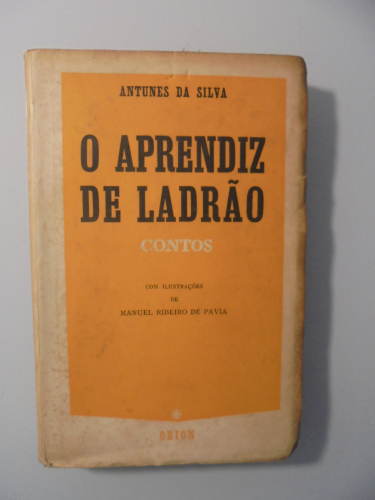 ANTUNES DA SILVA
O APRENDIZ
DE LADRÃO
CONTOS
COM ILUSTRAÇÕES
DE
MANUEL RIBEIRO DE PAVIA
ORION